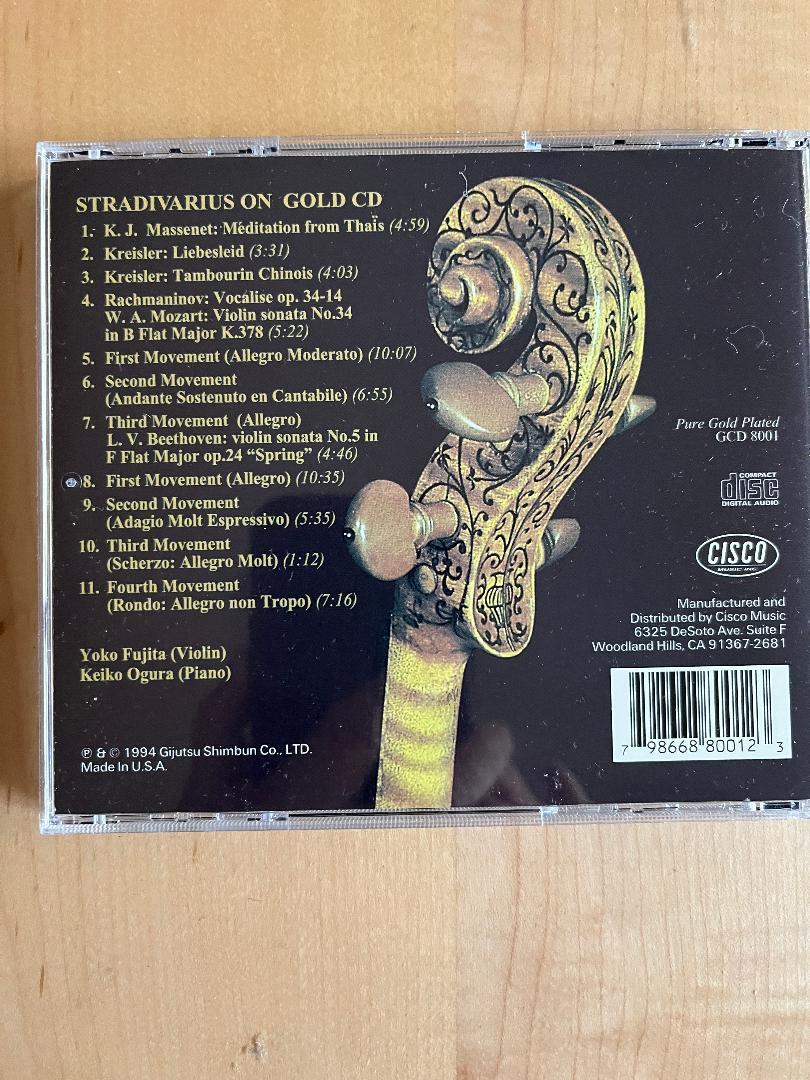 STRADIVARIUS ON GOLD CD
1. K. J. Massenet: Méditation from Thaïs (4:59)
2. Kreisler: Liebesleid (3:31)
3. Kreisler: Tambourin Chinois (4:03)
4. Rachmaninov: Vocalise op. 34-14
W. A. Mozart: Violin sonata No.34
in B Flat Major K.378 (5:22)
5. First Movement (Allegro Moderato) (10:07)
6. Second Movement
(Andante Sostenuto en Cantabile) (6:55)
7. Third Movement (Allegro)
L. V. Beethoven: violin sonata No.5 in
F Flat Major op.24 “Spring” (4:46)
8. First Movement (Allegro) (10:35)
9. Second Movement
(Adagio Molt Espressivo) (5:35)
10. Third Movement
(Scherzo: Allegro Molt) (1:12)
11. Fourth Movement
(Rondo: Allegro non Tropo) (7:16)
Yoko Fujita (Violin)
Keiko Ogura (Piano)
℗ & © 1994 Gijutsu Shimbun Co., LTD.
Made In U.S.A.
Pure Gold Plated
GCD 8001
COMPACT
disc
DIGITAL AUDIO
CISCO
MUSIC INC
Manufactured and
Distributed by Cisco Music
6325 DeSoto Ave. Suite F
Woodland Hills, CA 91367-2681
7 98668 80012 3